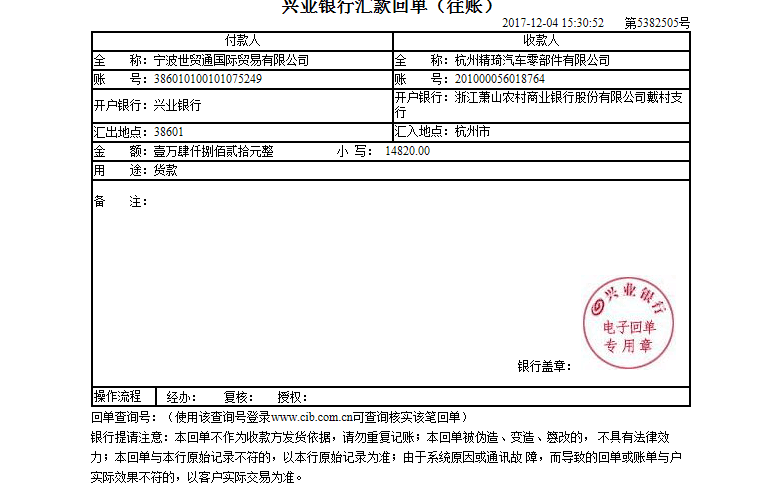 兴业银行汇款回单（往账）
2017-12-04 15:30:52 第5382505号
付款人 收款人
全 称：宁波世贸通国际贸易有限公司 全 称：杭州精琦汽车零部件有限公司
账 号：386010100101075249 账 号：201000056018764
开户银行：兴业银行 开户银行：浙江萧山农村商业银行股份有限公司戴村支
行
汇出地点：38601 汇入地点：杭州市
金 额：壹万肆仟捌佰贰拾元整 小 写： 14820.00
用 途：货款
备 注：
兴业银行
电子回单
专用章
银行盖章：
操作流程 经办： 复核： 授权：
回单查询号：（使用该查询号登录www.cib.com.cn可查询核实该笔回单）
银行提请注意：本回单不作为收款方发货依据，请勿重复记账；本回单被伪造、变造、篡改的， 不具有法律效
力；本回单与本行原始记录不符的，以本行原始记录为准；由于系统原因或通讯故 障，而导致的回单或账单与户
实际效果不符的，以客户实际交易为准。